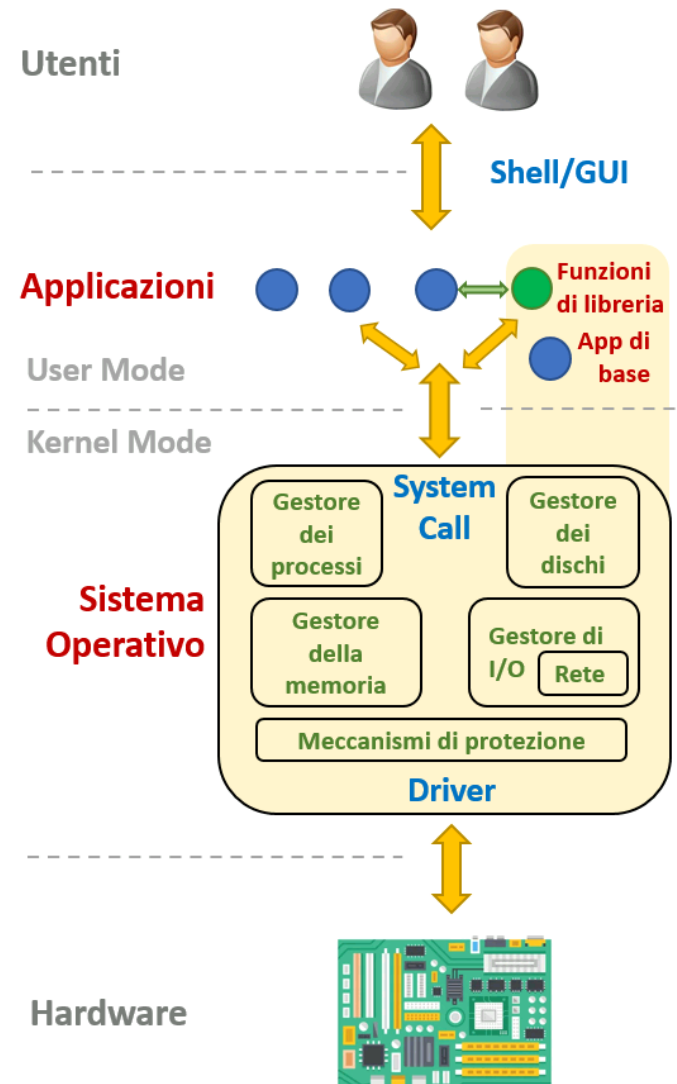 Utenti
Shell/GUI
Applicazioni
Funzioni
di libreria
App di
base
User Mode
Kernel Mode
System
Call
Gestore
dei
processi
Gestore
dei
dischi
Sistema
Operativo
Gestore
della
memoria
Gestore di
I/O
Rete
Meccanismi di protezione
Driver
Hardware